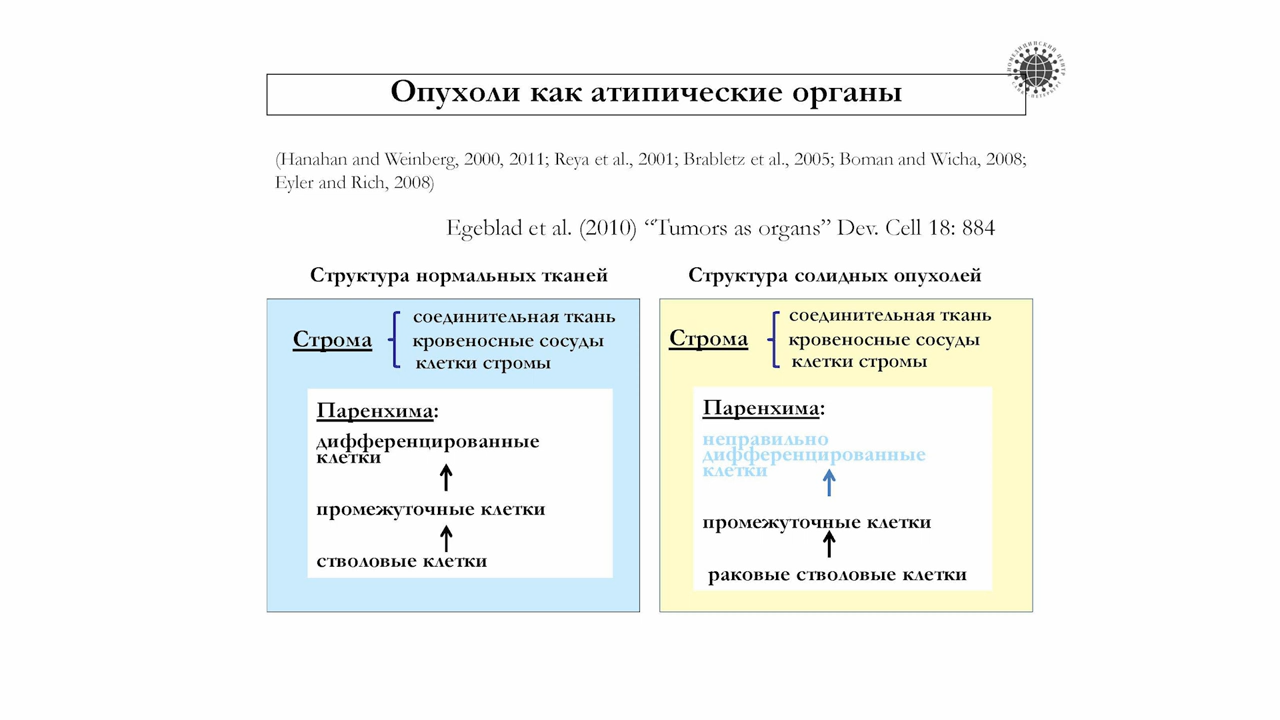 Опухоли как атипические органы
(Hanahan and Weinberg, 2000, 2011; Reya et al., 2001; Brabletz et al., 2005; Boman and Wicha, 2008;
Eyler and Rich, 2008)
Egeblad et al. (2010) “Tumors as organs” Dev. Cell 18: 884
Структура нормальных тканей
Строма
соединительная ткань
кровеносные сосуды
клетки стромы
Паренхима:
дифференцированные
клетки
промежуточные клетки
стволовые клетки
Структура солидных опухолей
Строма
соединительная ткань
кровеносные сосуды
клетки стромы
Паренхима:
неправильно
дифференцированные
клетки
промежуточные клетки
раковые стволовые клетки